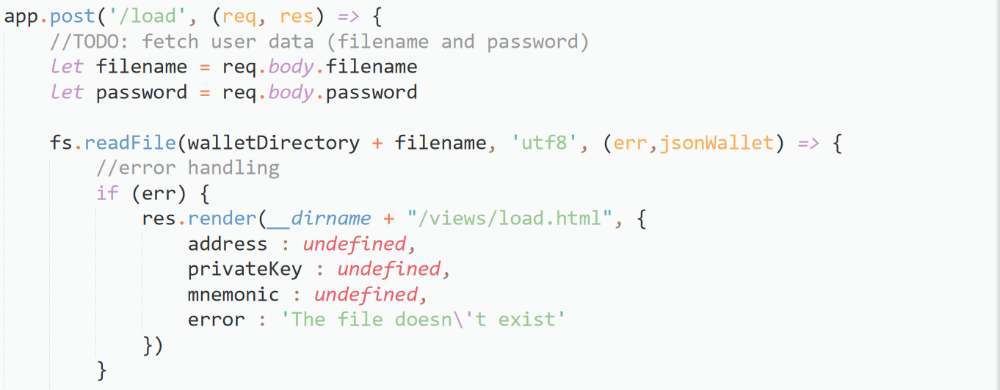 app.post('/load', (req, res) => {
    //TODO: fetch user data (filename and password)
    let filename = req.body.filename
    let password = req.body.password

    fs.readFile(walletDirectory + filename, 'utf8', (err,jsonWallet) => {
        //error handling
        if (err) {
            res.render(__dirname + "/views/load.html", {
                address : undefined,
                privateKey : undefined,
                mnemonic : undefined,
                error : 'The file doesn\'t exist'
            })
        }